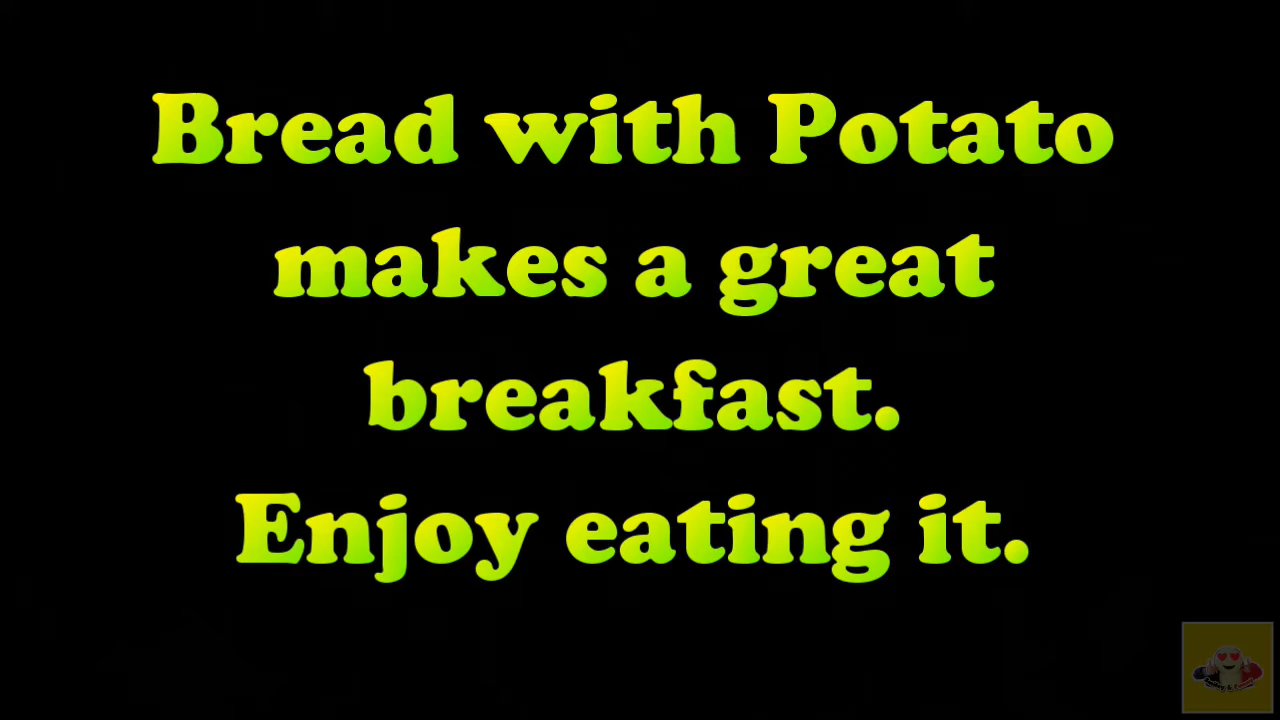 Bread with Potato
makes a great
breakfast.
Enjoy eating it.